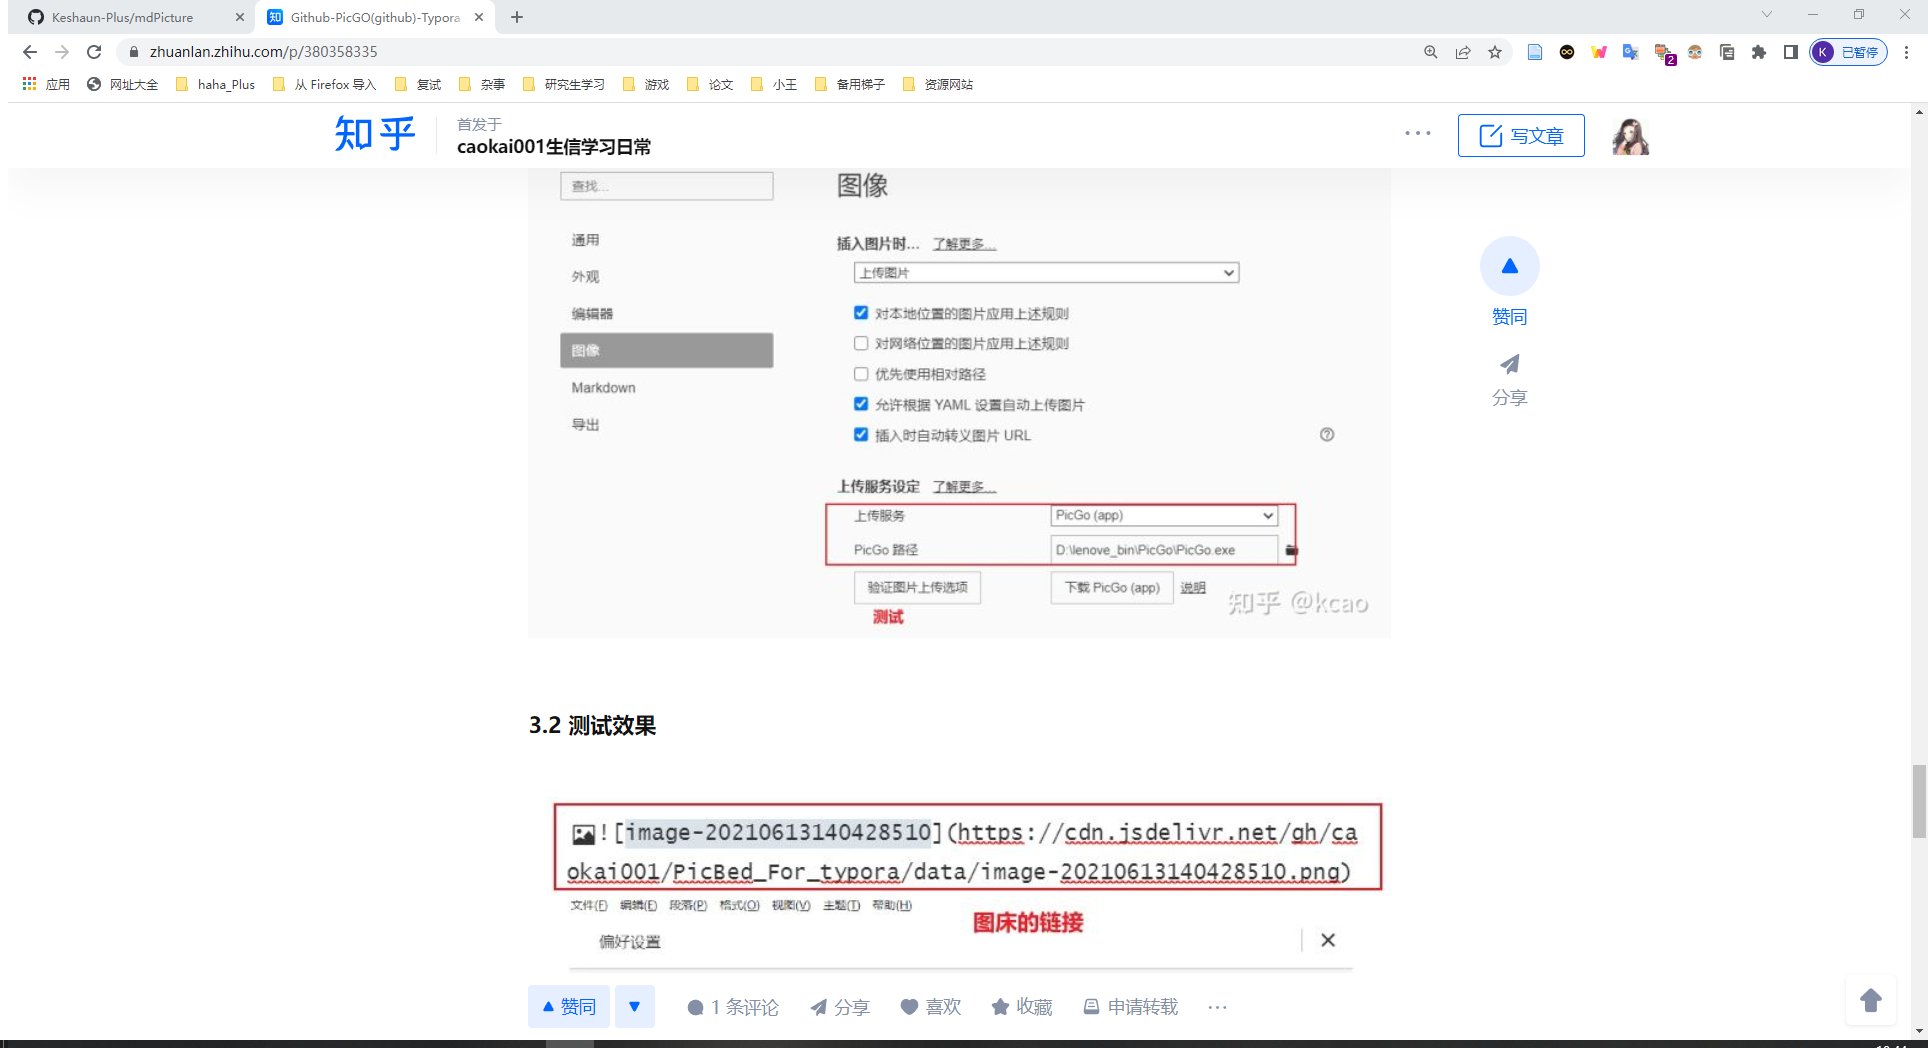 Keshaun-Plus/mdPicture
知 Github-PicGO(github)-Typora
zhuanlan.zhihu.com/p/380358335
2
K 已暂停
应用 网址大全 haha_Plus 从 Firefox 导入 复试 杂事 研究生学习 游戏 论文 小王 备用梯子 资源网站
知乎
首发于
caokai001生信学习日常
写文章
查找...
图像
通用
外观
编辑器
图像
Markdown
导出
插入图片时... 了解更多...
上传图片
对本地位置的图片应用上述规则
对网络位置的图片应用上述规则
优先使用相对路径
允许根据 YAML 设置自动上传图片
插入时自动转义图片 URL
上传服务设定 了解更多...
上传服务 PicGo (app)
PicGo 路径 D:\lenove_bin\PicGo\PicGo.exe
验证图片上传选项 下载 PicGo (app) 说明
测试
知乎 @kcao
赞同
分享
3.2 测试效果
![image-20210613140428510](https://cdn.jsdelivr.net/gh/ca
okai001/PicBed_For_typora/data/image-20210613140428510.png)
文件(F) 编辑(E) 段落(P) 格式(O) 视图(V) 主题(T) 帮助(H)
图床的链接
偏好设置
赞同 1 条评论 分享 喜欢 收藏 申请转载